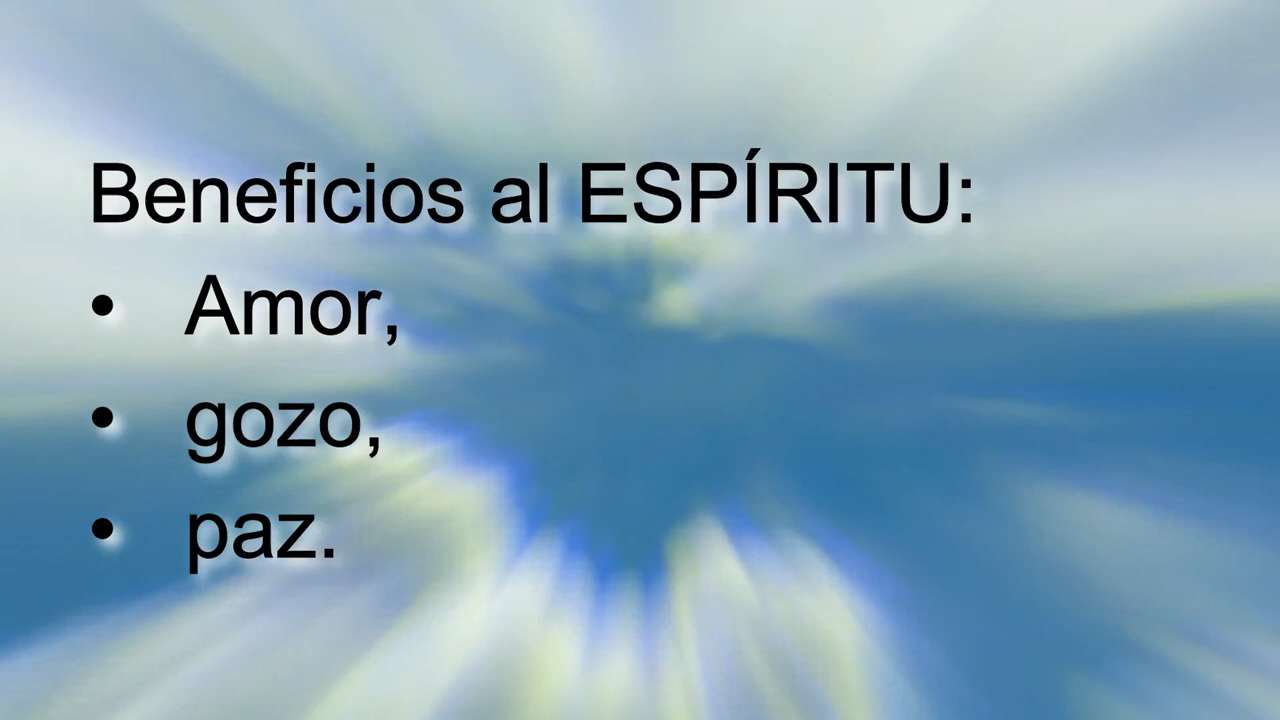 Beneficios al ESPÍRITU:
• Amor,
• gozo,
• paz.